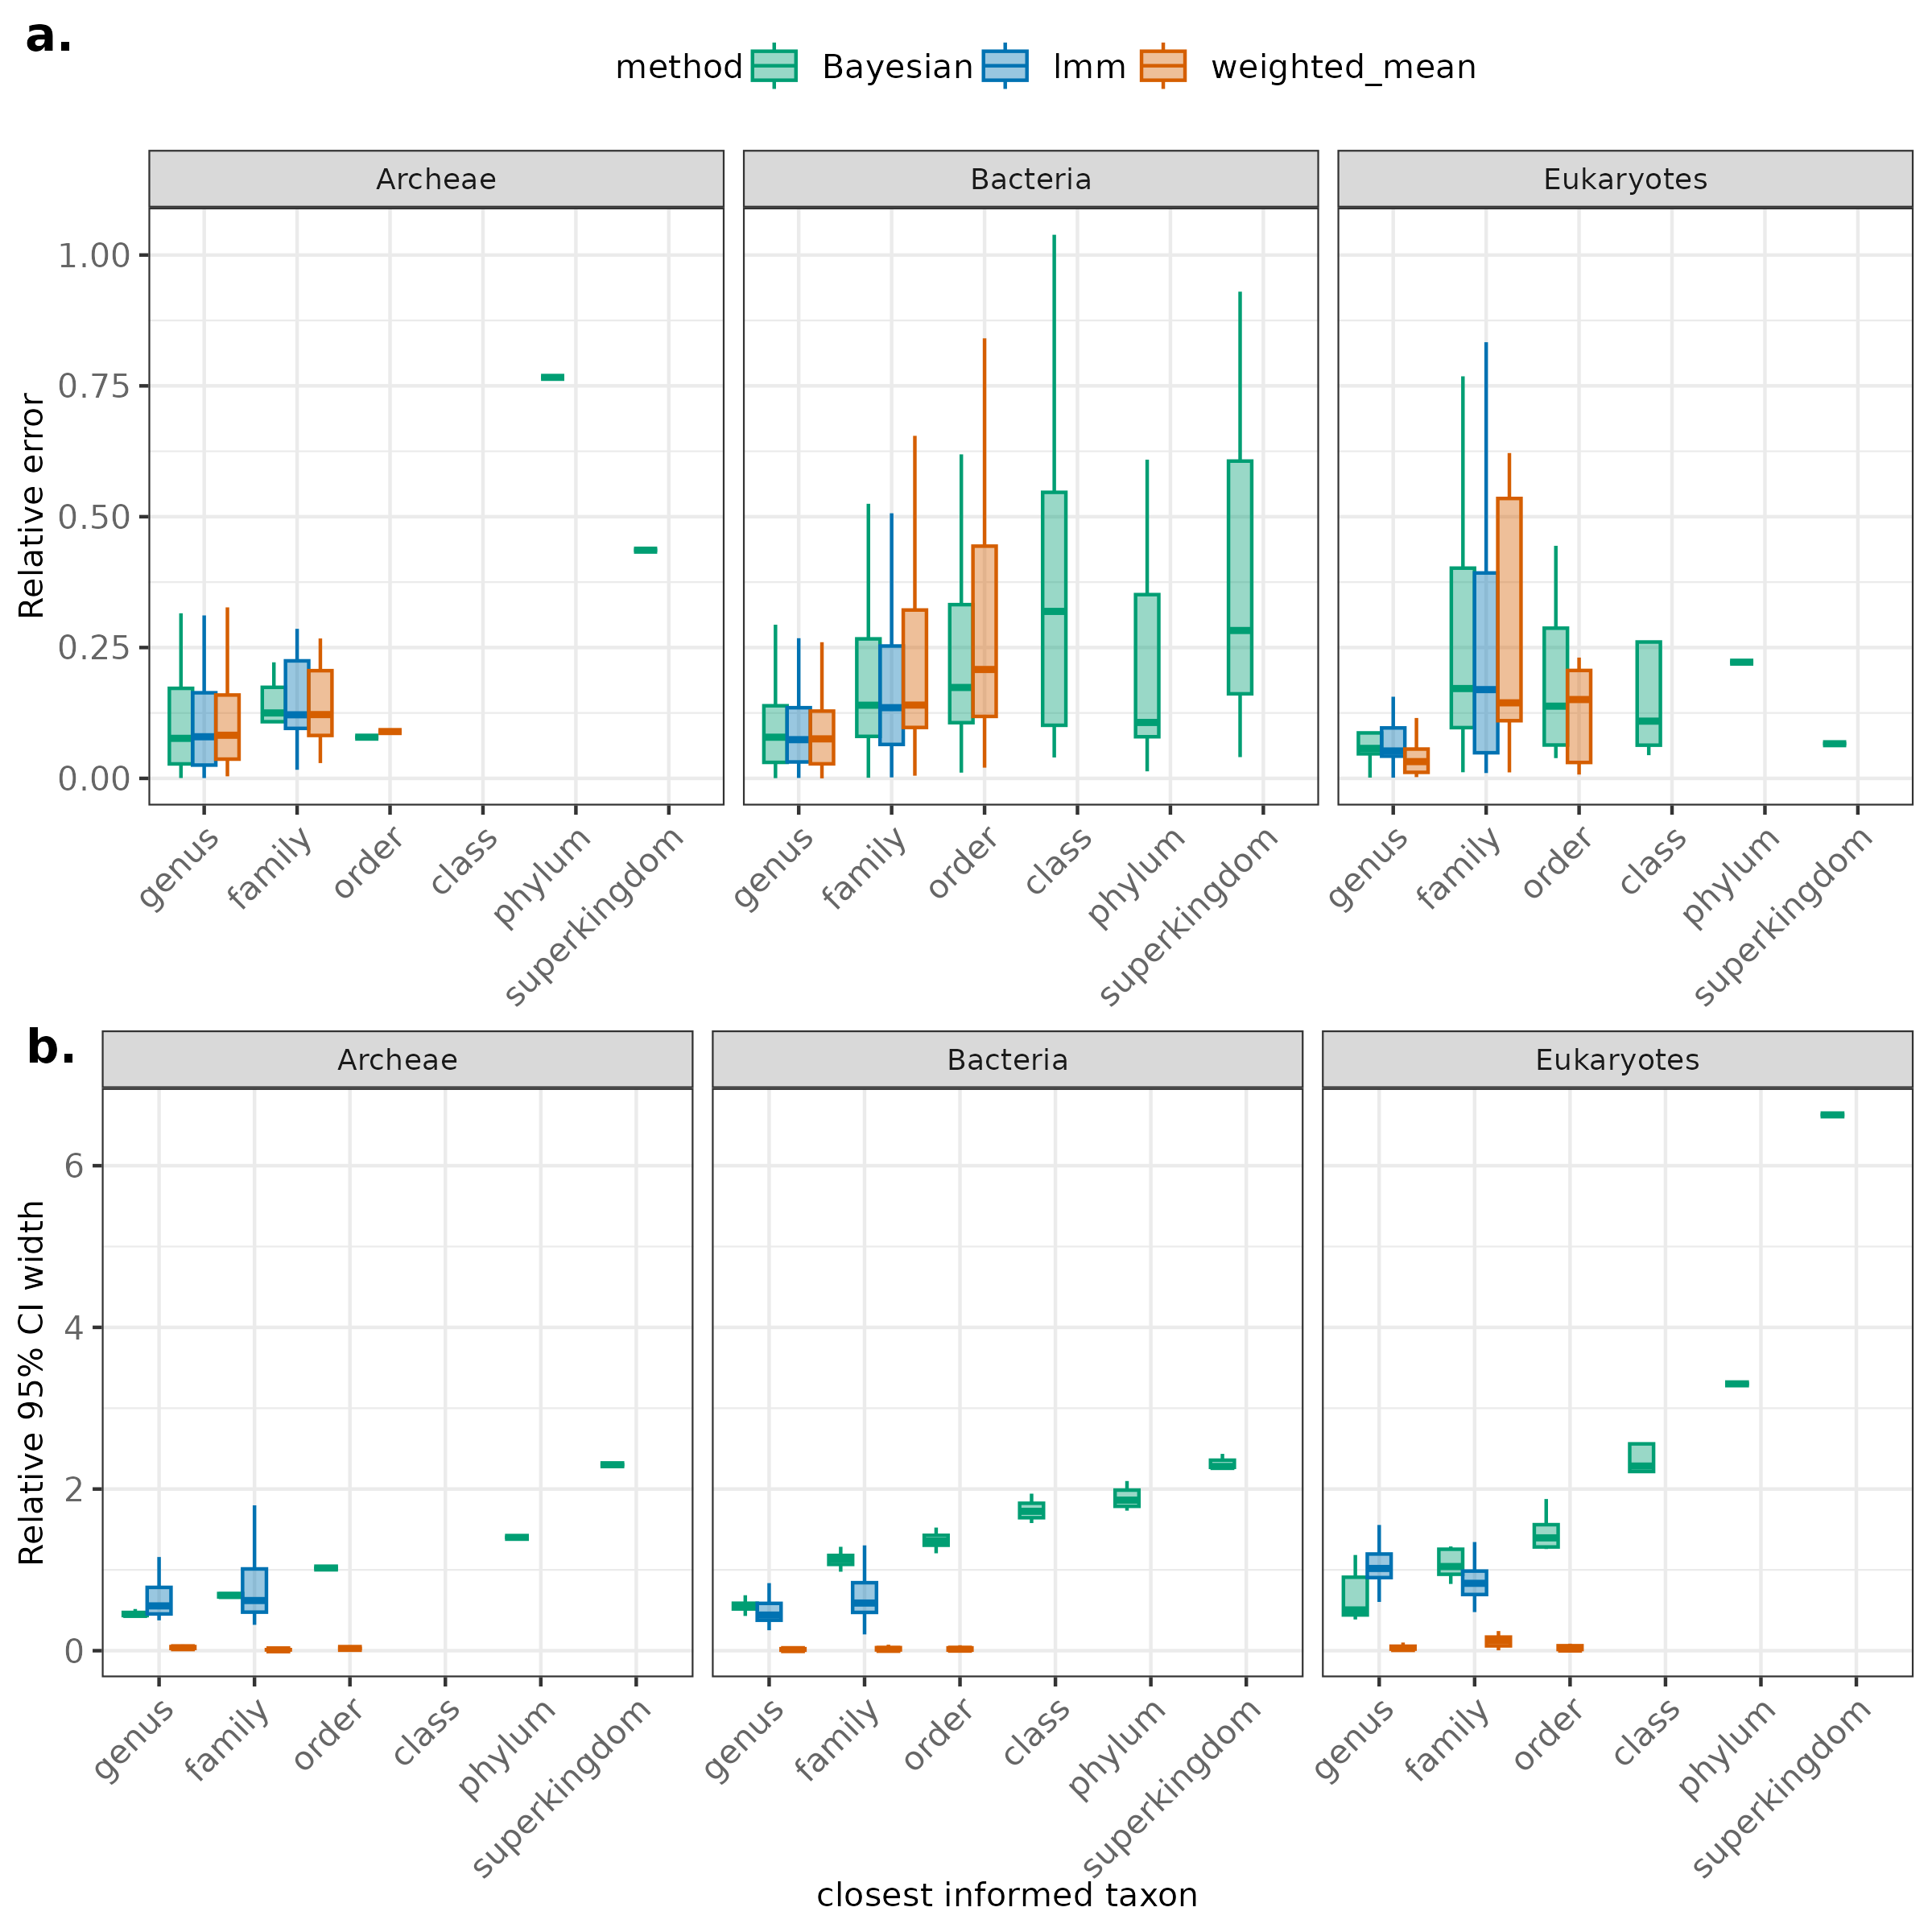 a.
method Bayesian lmm weighted_mean
Archeae Bacteria Eukaryotes
Relative error
1.00
0.75
0.50
0.25
0.00
genus family order class phylum superkingdom genus family order class phylum superkingdom genus family order class phylum superkingdom
b.
Archeae Bacteria Eukaryotes
Relative 95% CI width
6
4
2
0
genus family order class phylum superkingdom genus family order class phylum superkingdom genus family order class phylum superkingdom
closest informed taxon